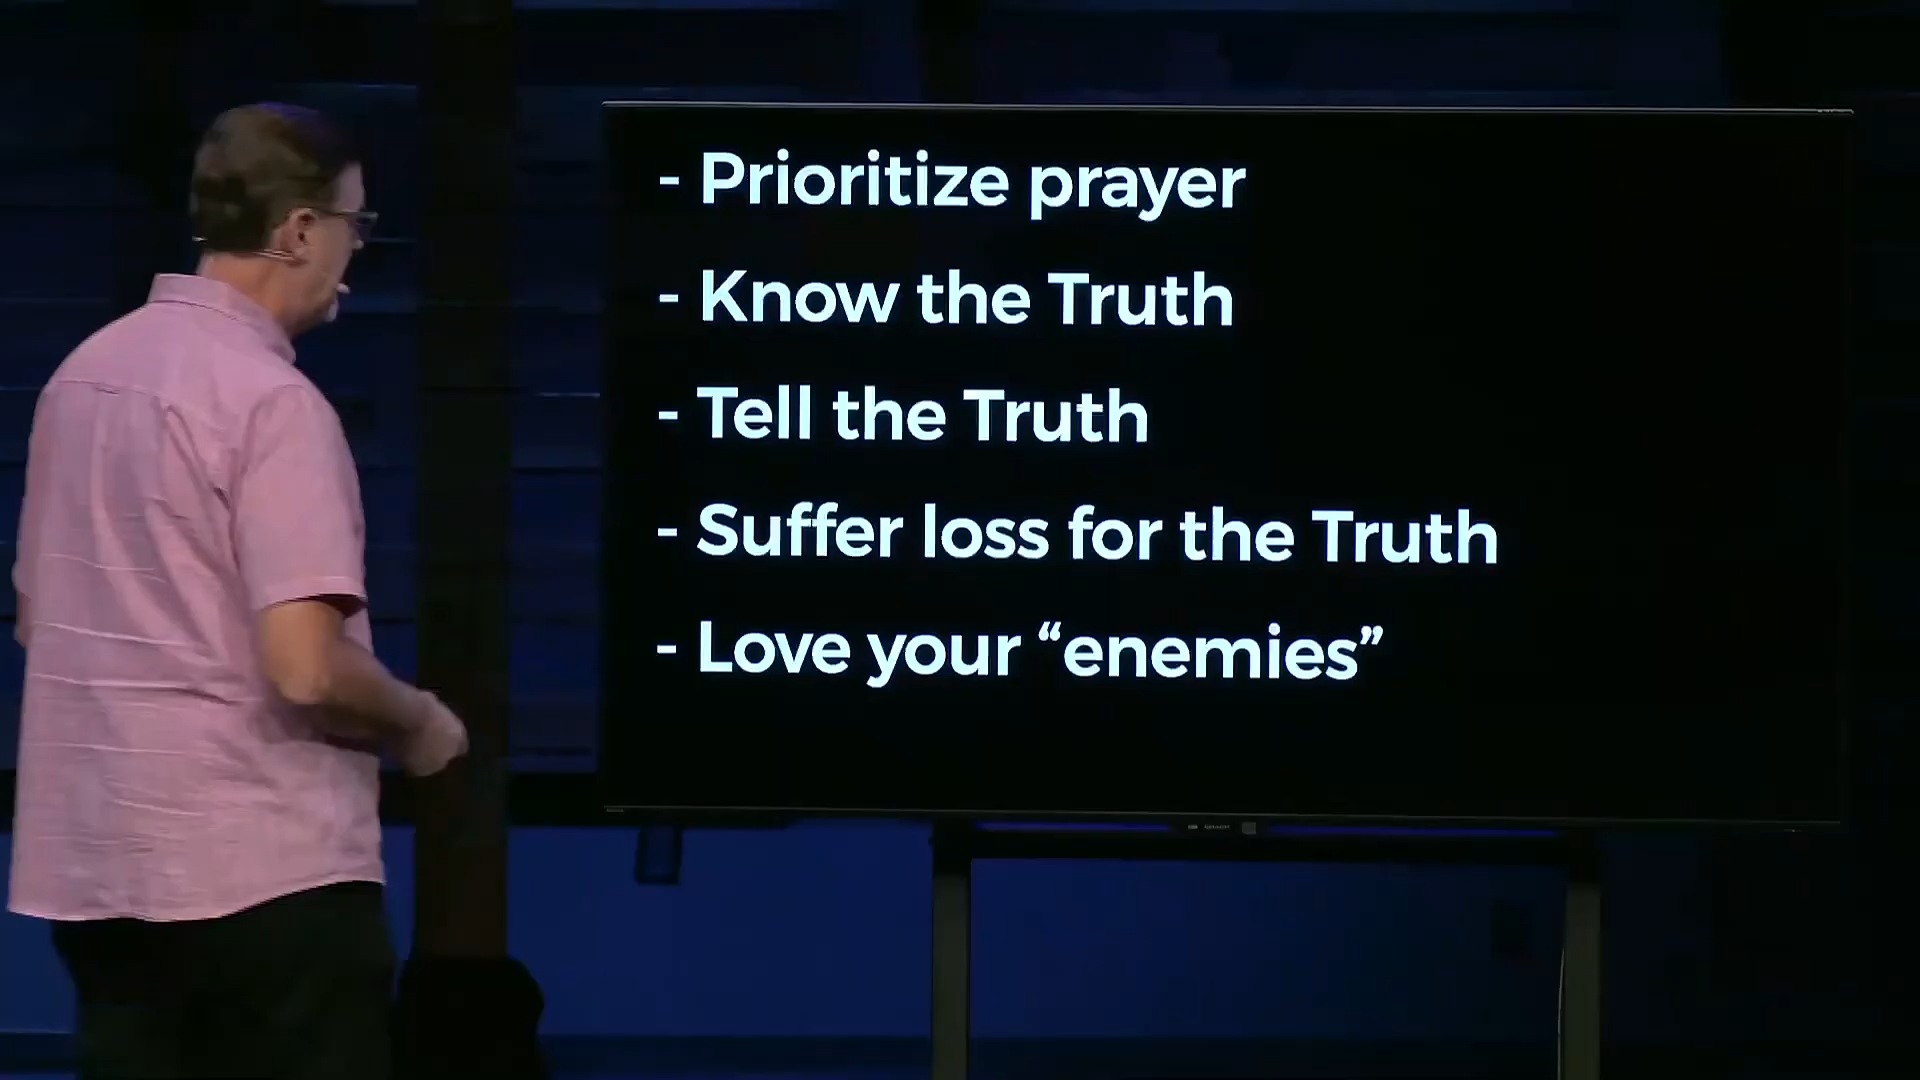 - Prioritize prayer
- Know the Truth
- Tell the Truth
- Suffer loss for the Truth
- Love your “enemies”